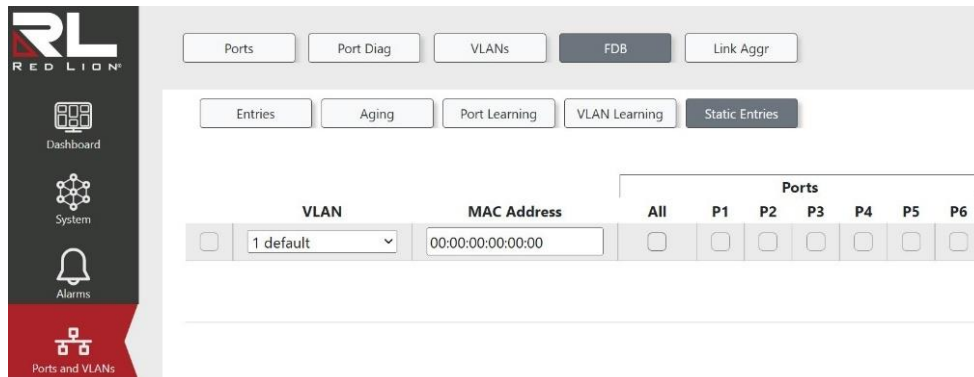 RL
RED LION®
Ports Port Diag VLANs FDB Link Aggr
Entries Aging Port Learning VLAN Learning Static Entries
Dashboard
System
Alarms
Ports and VLANs
Ports
VLAN MAC Address All P1 P2 P3 P4 P5 P6
1 default 00:00:00:00:00:00